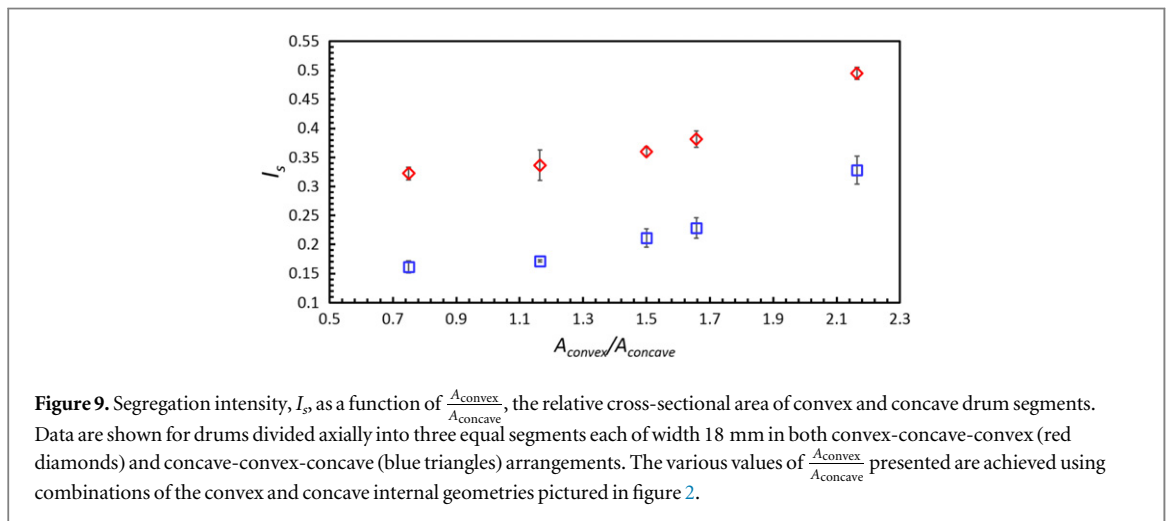 0.55
0.5
0.45
0.4
0.35
0.3
0.25
0.2
0.15
0.1
I_s
0.5 0.7 0.9 1.1 1.3 1.5 1.7 1.9 2.1 2.3
A_convex/A_concave
Figure 9. Segregation intensity, I_s, as a function of A_convex/A_concave, the relative cross-sectional area of convex and concave drum segments.
Data are shown for drums divided axially into three equal segments each of width 18 mm in both convex-concave-convex (red
diamonds) and concave-convex-concave (blue triangles) arrangements. The various values of A_convex/A_concave presented are achieved using
combinations of the convex and concave internal geometries pictured in figure 2.